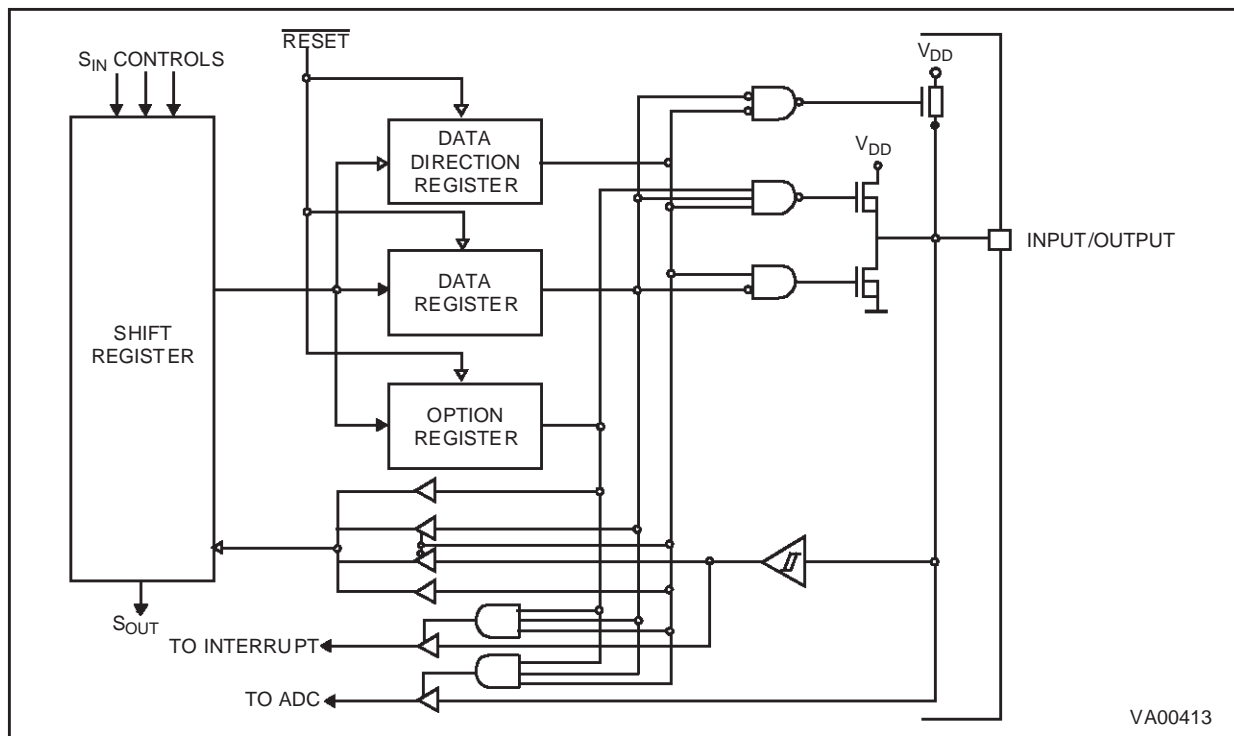 RESET
S_IN CONTROLS
V_DD
DATA
DIRECTION
REGISTER
V_DD
INPUT/OUTPUT
DATA
REGISTER
SHIFT
REGISTER
OPTION
REGISTER
S_OUT
TO INTERRUPT
TO ADC
VA00413